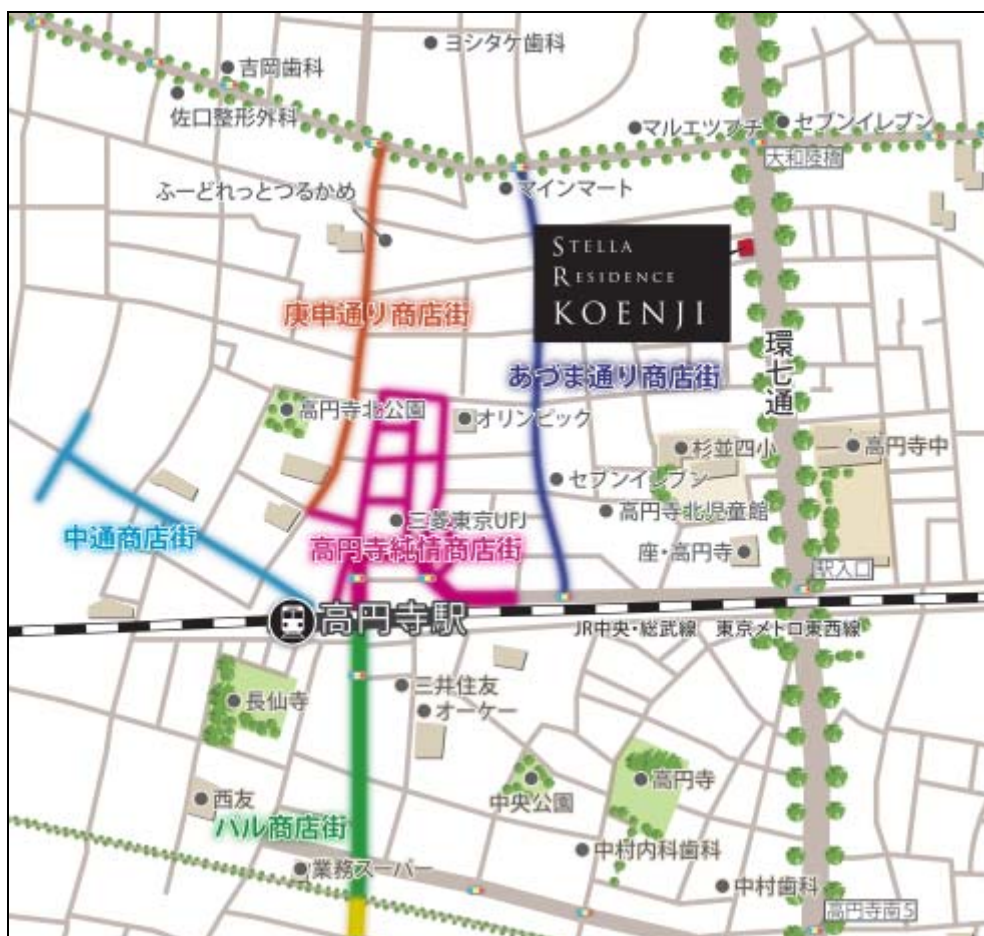 ヨシタケ歯科
吉岡歯科
佐口整形外科
マルエツプチ
セブンイレブン
大和陸橋
ふーどれっとつるかめ
マインマート
STELLA
RESIDENCE
KOENJI
庚申通り商店街
環七通
あづま通り商店街
高円寺北公園
オリンピック
杉並四小
高円寺中
セブンイレブン
三菱東京UFJ
高円寺北児童館
中通商店街
高円寺純情商店街
座・高円寺
駅入口
高円寺駅
JR中央・総武線
東京メトロ東西線
三井住友
長仙寺
オーケー
西友
中央公園
高円寺
パル商店街
業務スーパー
中村内科歯科
中村歯科
高円寺南5